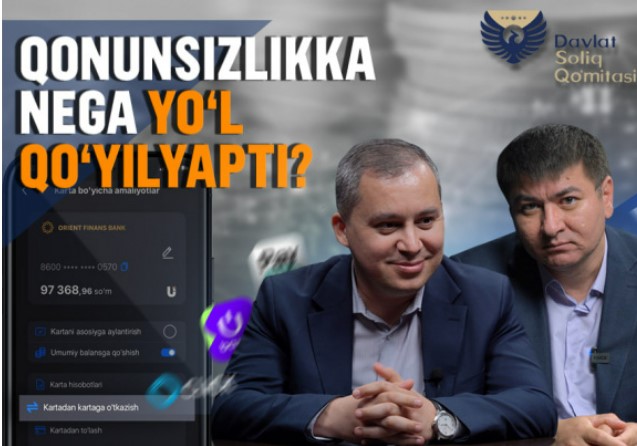 QONUNSIZLIKKA
NEGA YO‘L
QO‘YILYAPTI?
Davlat
Soliq
Qo‘mitasi
Karta bo‘yicha amaliyotlar
ORIENT FINANS BANK
8600 •••• •••• 0570
97 368,96 so‘m
Kartani asosiyga aylantirish
Umumiy balansga qo‘shish
Karta hisobotlari
Kartadan kartaga o‘tkazish
Kartadan to‘lash